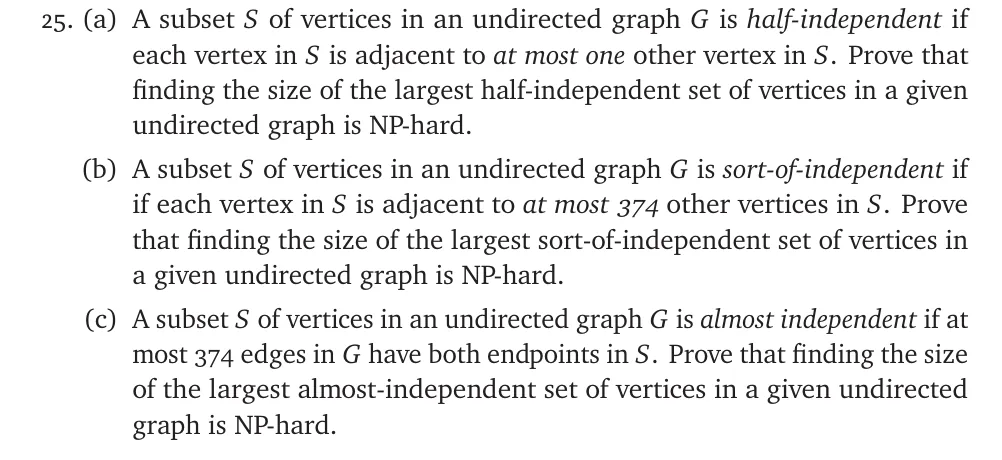 25. (a) A subset S of vertices in an undirected graph G is half-independent if
each vertex in S is adjacent to at most one other vertex in S. Prove that
finding the size of the largest half-independent set of vertices in a given
undirected graph is NP-hard.
(b) A subset S of vertices in an undirected graph G is sort-of-independent if
if each vertex in S is adjacent to at most 374 other vertices in S. Prove
that finding the size of the largest sort-of-independent set of vertices in
a given undirected graph is NP-hard.
(c) A subset S of vertices in an undirected graph G is almost independent if at
most 374 edges in G have both endpoints in S. Prove that finding the size
of the largest almost-independent set of vertices in a given undirected
graph is NP-hard.